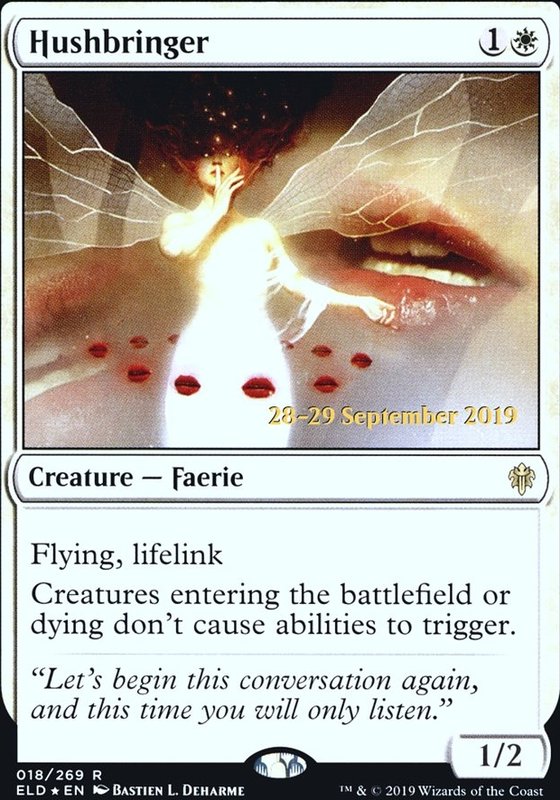 Hushbringer
1
28–29 September 2019
Creature — Faerie
Flying, lifelink
Creatures entering the battlefield or
dying don’t cause abilities to trigger.
“Let’s begin this conversation again,
and this time you will only listen.”
1/2
018/269 R
ELD ★ EN Bastien L. Deharme
™ & © 2019 Wizards of the Coast